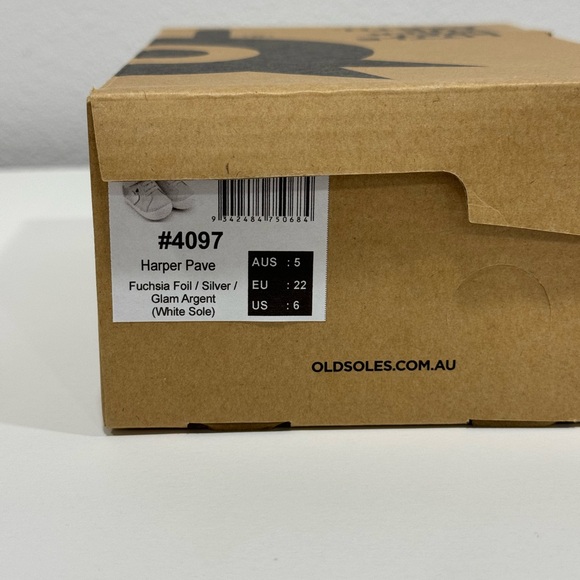 9 342484 750684
#4097
Harper Pave
Fuchsia Foil / Silver /
Glam Argent
(White Sole)
AUS : 5
EU : 22
US : 6
OLDSOLES.COM.AU